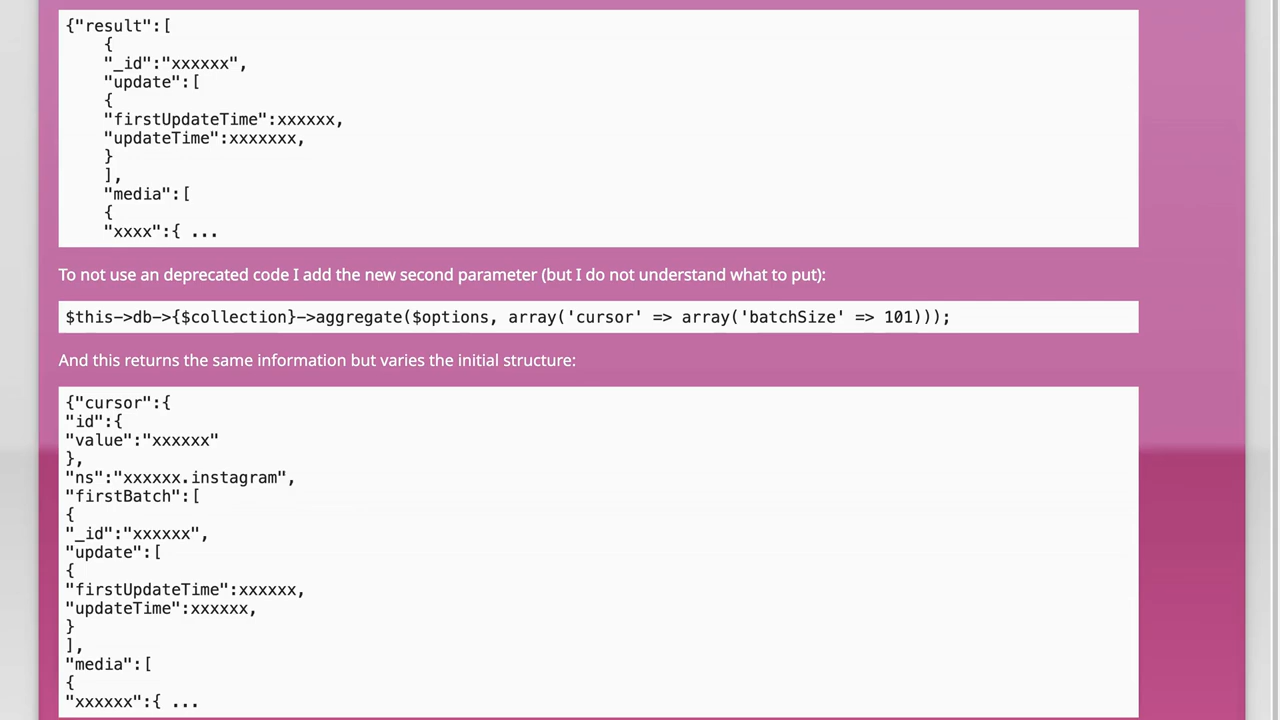 {"result":[
{
"_id":"xxxxxx",
"update":[
{
"firstUpdateTime":xxxxxx,
"updateTime":xxxxxxx,
}
],
"media":[
{
"xxxx":{ ...
To not use an deprecated code I add the new second parameter (but I do not understand what to put):
$this->db->{$collection}->aggregate($options, array('cursor' => array('batchSize' => 101)));
And this returns the same information but varies the initial structure:
{"cursor":{
"id":{
"value":"xxxxxx"
},
"ns":"xxxxxx.instagram",
"firstBatch":[
{
"_id":"xxxxxx",
"update":[
{
"firstUpdateTime":xxxxxx,
"updateTime":xxxxxx,
}
],
"media":[
{
"xxxxxx":{ ...